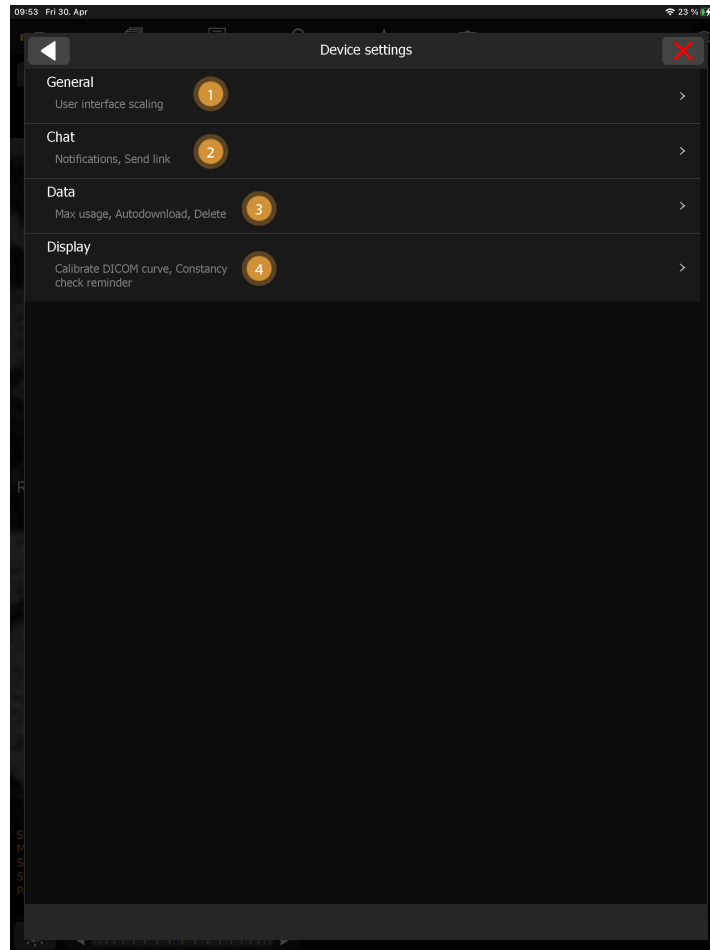 09:53 Fri 30. Apr
23 %
Device settings
General
User interface scaling
1
Chat
Notifications, Send link
2
Data
Max usage, Autodownload, Delete
3
Display
Calibrate DICOM curve, Constancy
check reminder
4